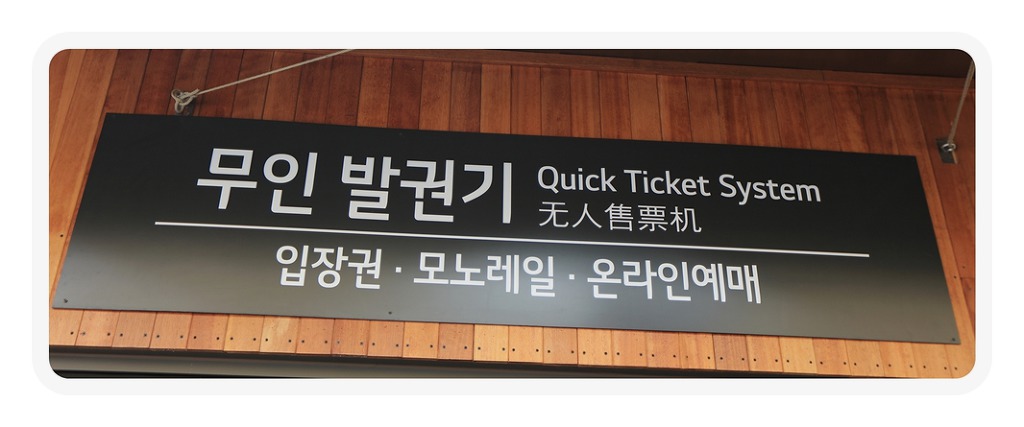 무인 발권기 Quick Ticket System
无人售票机
입장권 · 모노레일 · 온라인예매